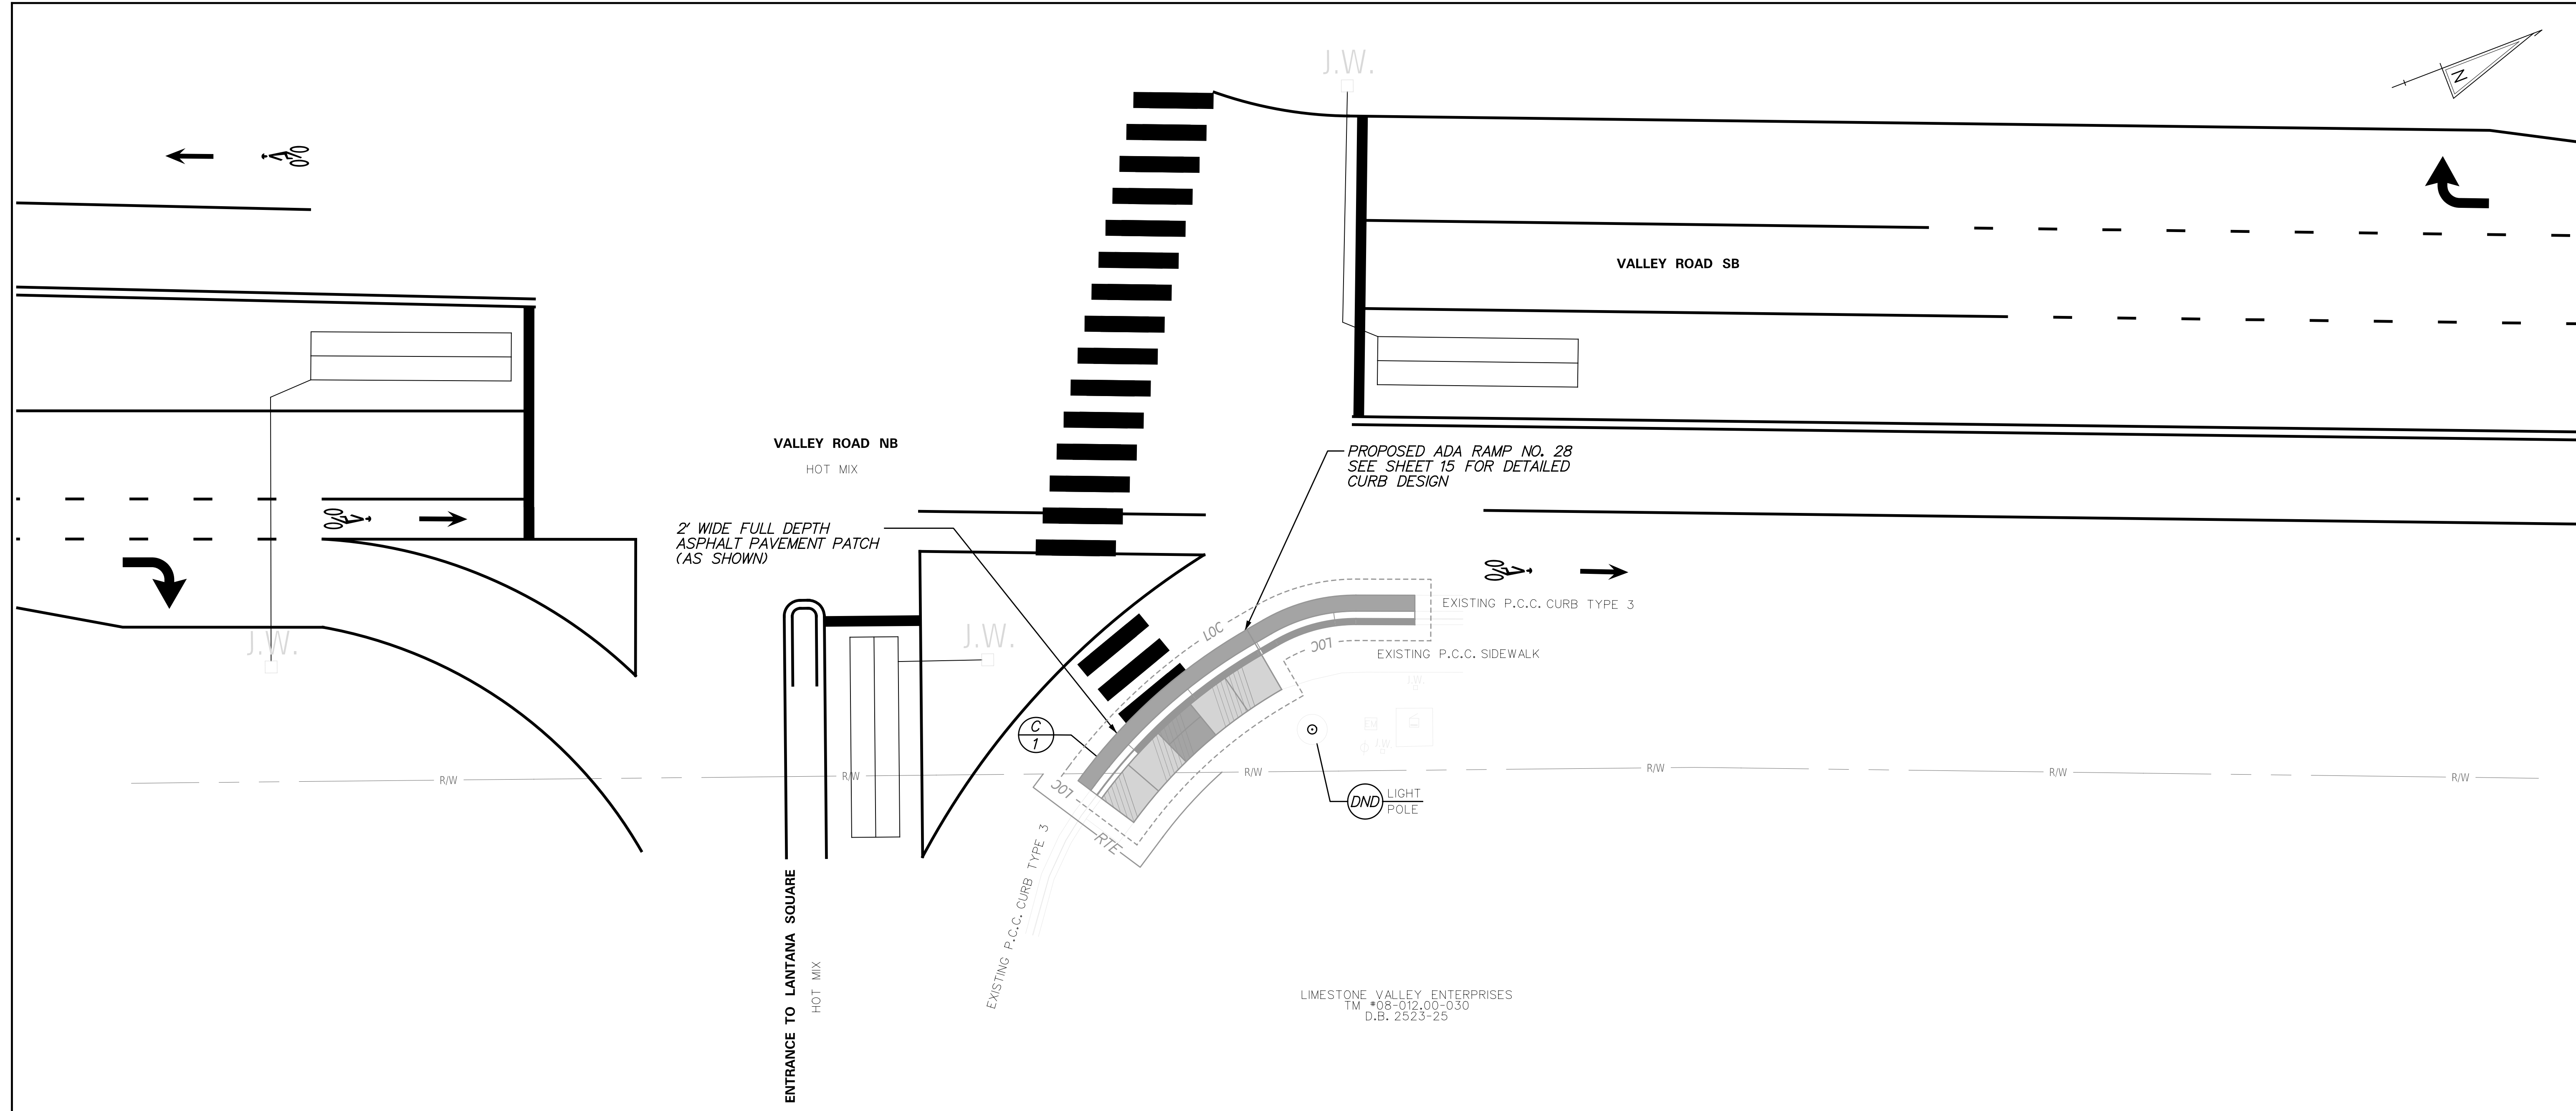 J.W.
N
VALLEY ROAD SB
VALLEY ROAD NB
HOT MIX
PROPOSED ADA RAMP NO. 28
SEE SHEET 15 FOR DETAILED
CURB DESIGN
2' WIDE FULL DEPTH
ASPHALT PAVEMENT PATCH
(AS SHOWN)
EXISTING P.C.C. CURB TYPE 3
LOC
LOC
EXISTING P.C.C. SIDEWALK
J.W.
J.W.
J.W.
C
1
J.W.
R/W
R/W
R/W
R/W
R/W
R/W
LOC
DND
LIGHT
POLE
RTE
EXISTING P.C.C. CURB TYPE 3
ENTRANCE TO LANTANA SQUARE
HOT MIX
LIMESTONE VALLEY ENTERPRISES
TM #08-012.00-030
D.B. 2523-25